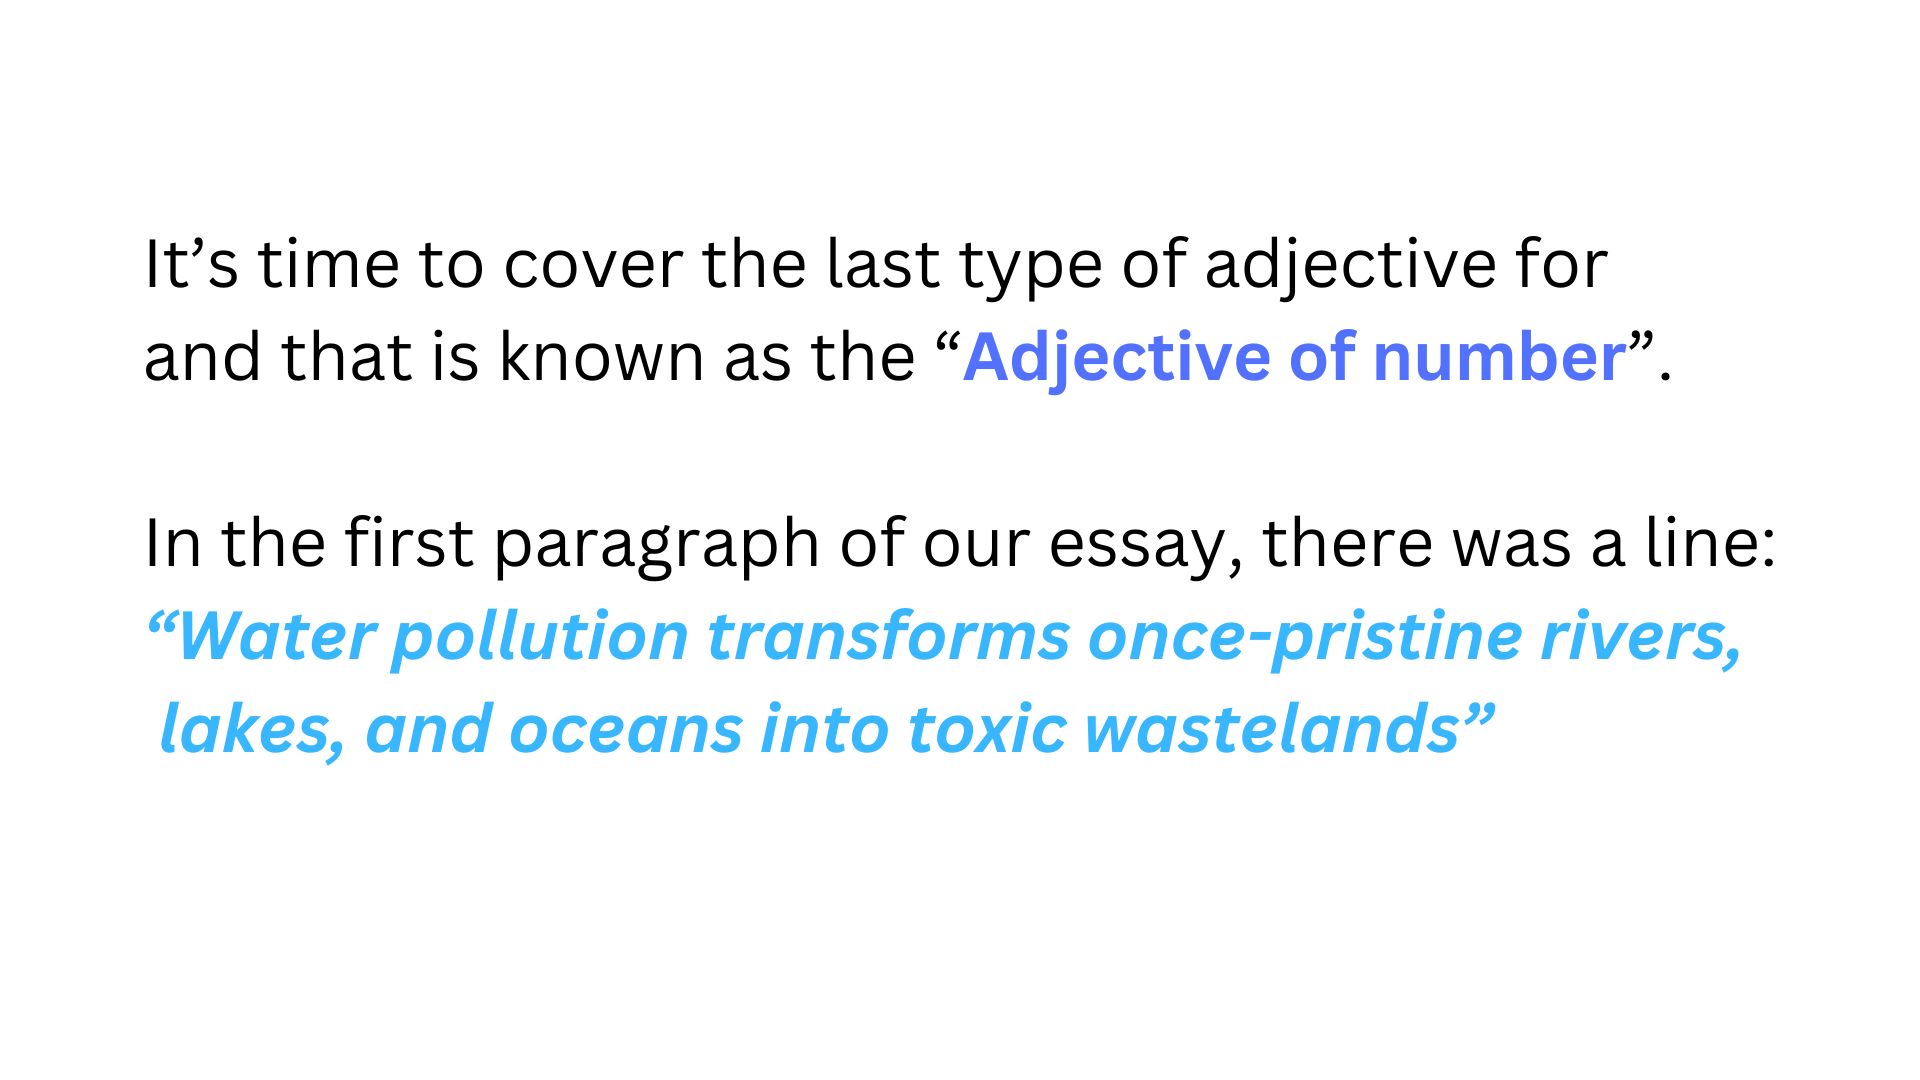 It’s time to cover the last type of adjective for
and that is known as the “Adjective of number”.
In the first paragraph of our essay, there was a line:
“Water pollution transforms once-pristine rivers,
lakes, and oceans into toxic wastelands”